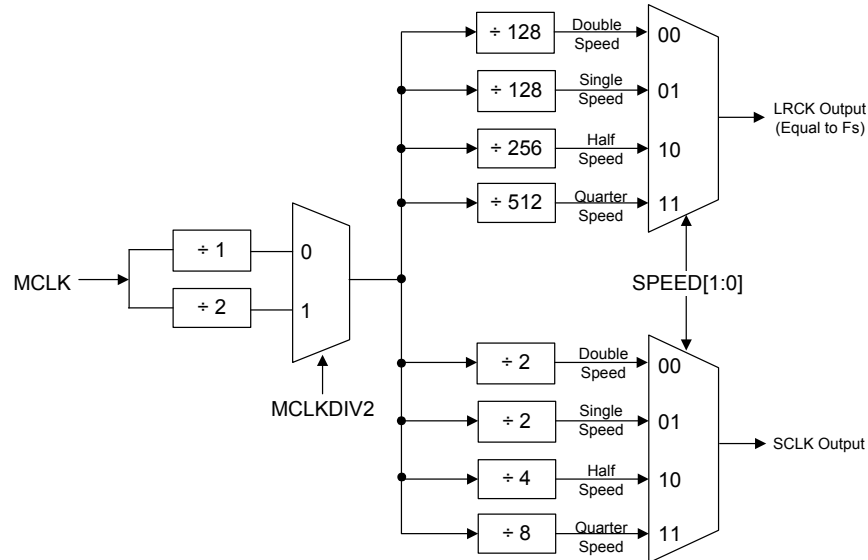 ÷ 128
Double
Speed
00
÷ 128
Single
Speed
01
÷ 256
Half
Speed
10
÷ 512
Quarter
Speed
11
LRCK Output
(Equal to Fs)
MCLK
÷ 1
0
÷ 2
1
MCLKDIV2
SPEED[1:0]
÷ 2
Double
Speed
00
÷ 2
Single
Speed
01
÷ 4
Half
Speed
10
÷ 8
Quarter
Speed
11
SCLK Output